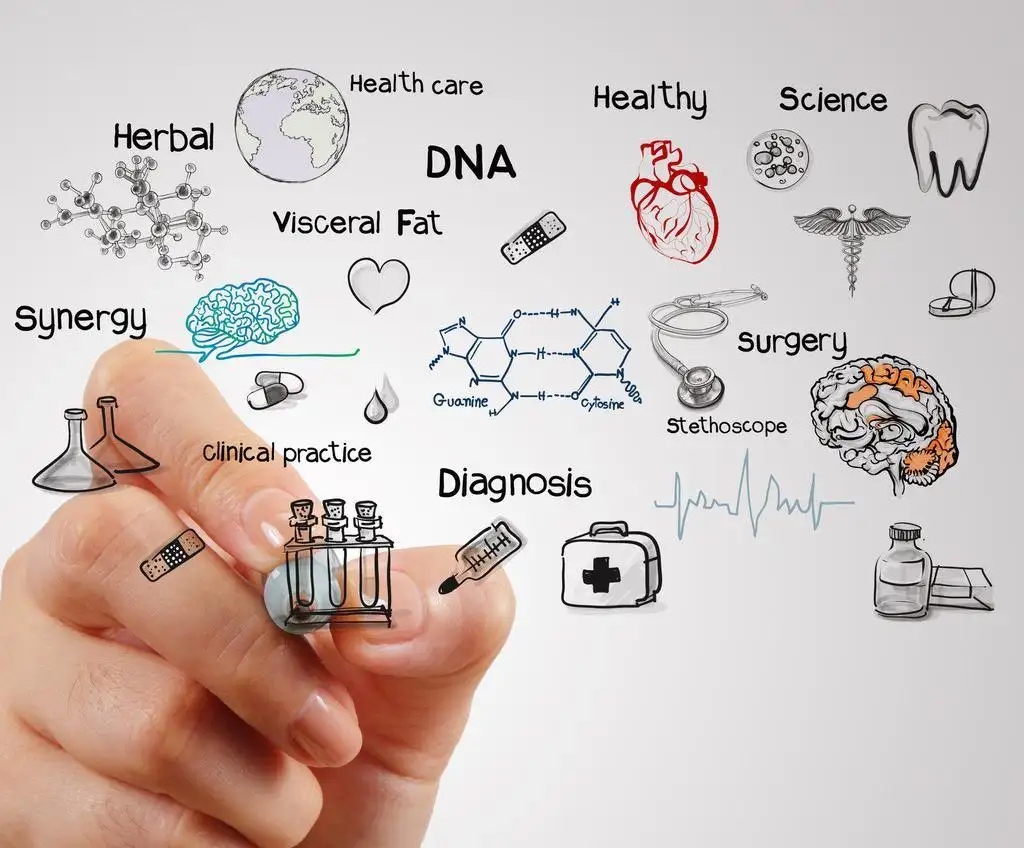 Health care
Healthy
Science
Herbal
DNA
Visceral Fat
Synergy
H
O
H
N
N
N
N
H
N
N
N
N
H
O
H
N
Guanine
Cytosine
Surgery
Stethoscope
Clinical practice
Diagnosis